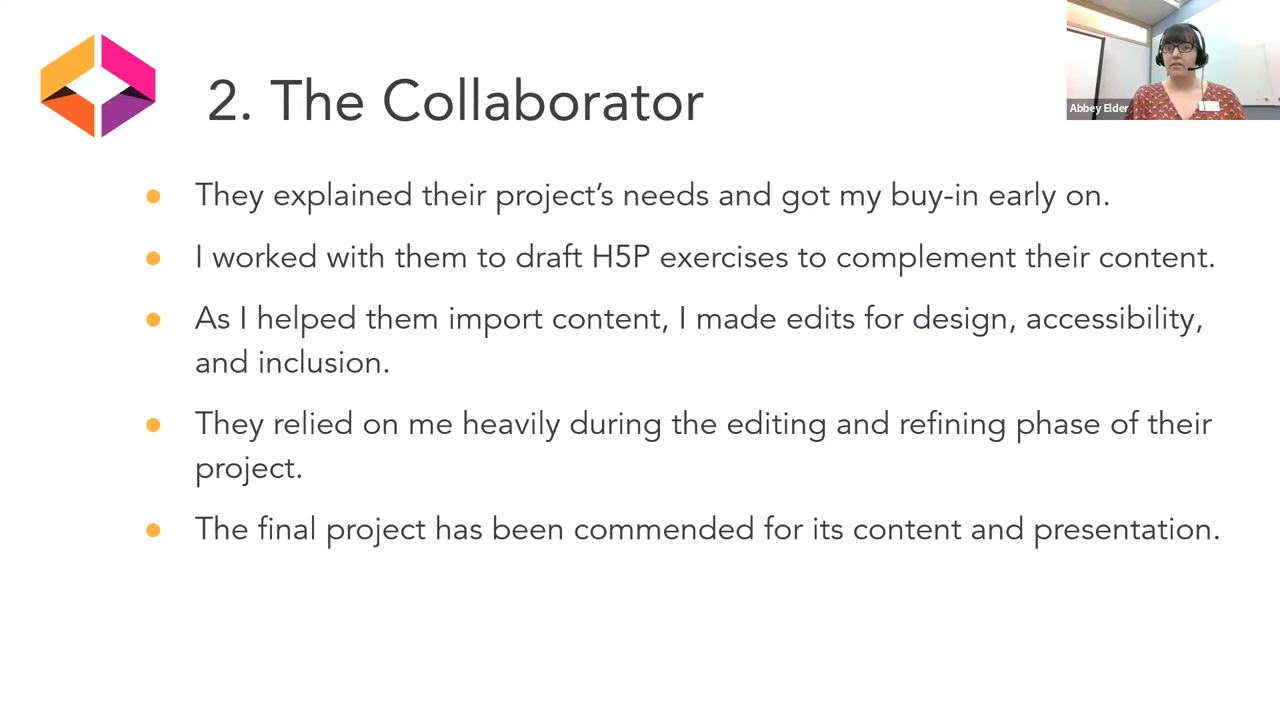 2. The Collaborator
Abbey Elder
They explained their project’s needs and got my buy-in early on.
I worked with them to draft H5P exercises to complement their content.
As I helped them import content, I made edits for design, accessibility,
and inclusion.
They relied on me heavily during the editing and refining phase of their
project.
The final project has been commended for its content and presentation.